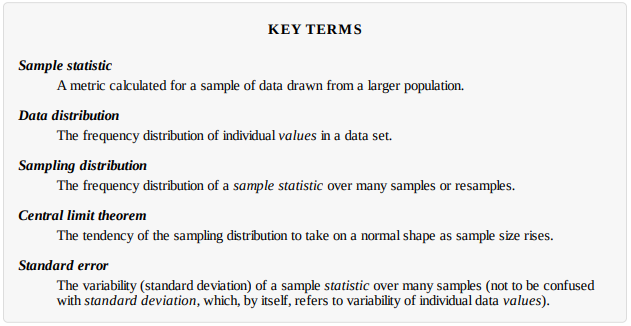 KEY TERMS
Sample statistic
A metric calculated for a sample of data drawn from a larger population.
Data distribution
The frequency distribution of individual values in a data set.
Sampling distribution
The frequency distribution of a sample statistic over many samples or resamples.
Central limit theorem
The tendency of the sampling distribution to take on a normal shape as sample size rises.
Standard error
The variability (standard deviation) of a sample statistic over many samples (not to be confused
with standard deviation, which, by itself, refers to variability of individual data values).